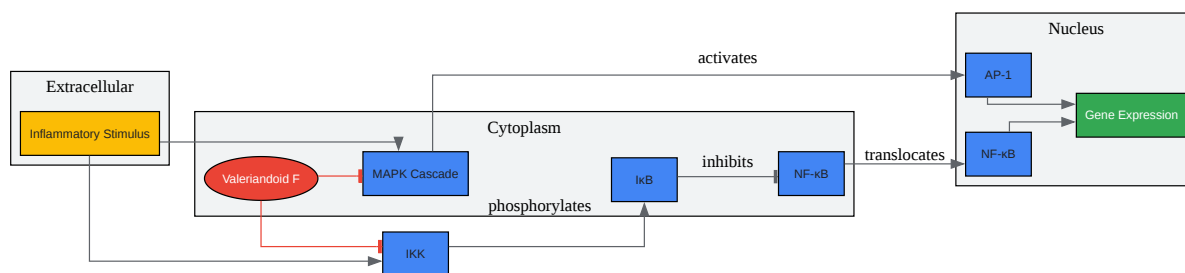 Extracellular
Inflammatory Stimulus
Cytoplasm
Valeriandoid F
MAPK Cascade
phosphorylates
IKK
IκB
inhibits
NF-κB
activates
translocates
Nucleus
AP-1
NF-κB
Gene Expression